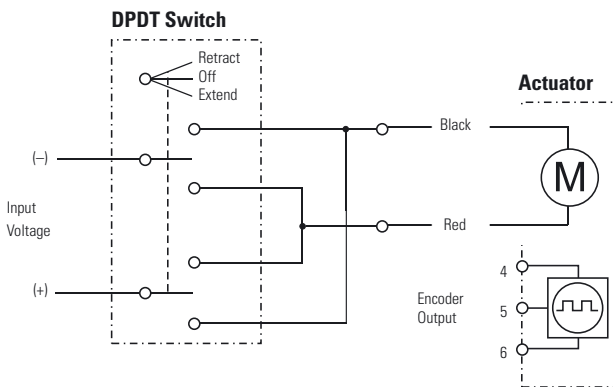 DPDT Switch
Retract
Off
Extend
Actuator
Black
(–)
M
Input
Voltage
Red
(+)
Encoder
Output
4
5
6